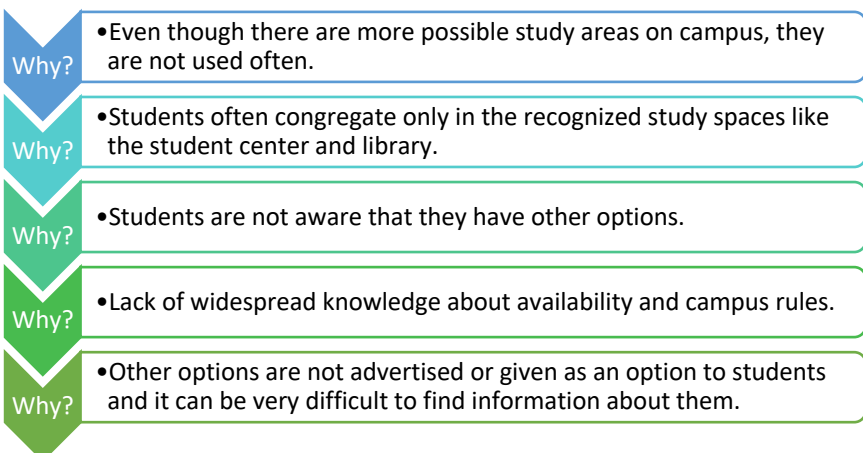 Why?
•Even though there are more possible study areas on campus, they
are not used often.
Why?
•Students often congregate only in the recognized study spaces like
the student center and library.
Why?
•Students are not aware that they have other options.
Why?
•Lack of widespread knowledge about availability and campus rules.
Why?
•Other options are not advertised or given as an option to students
and it can be very difficult to find information about them.